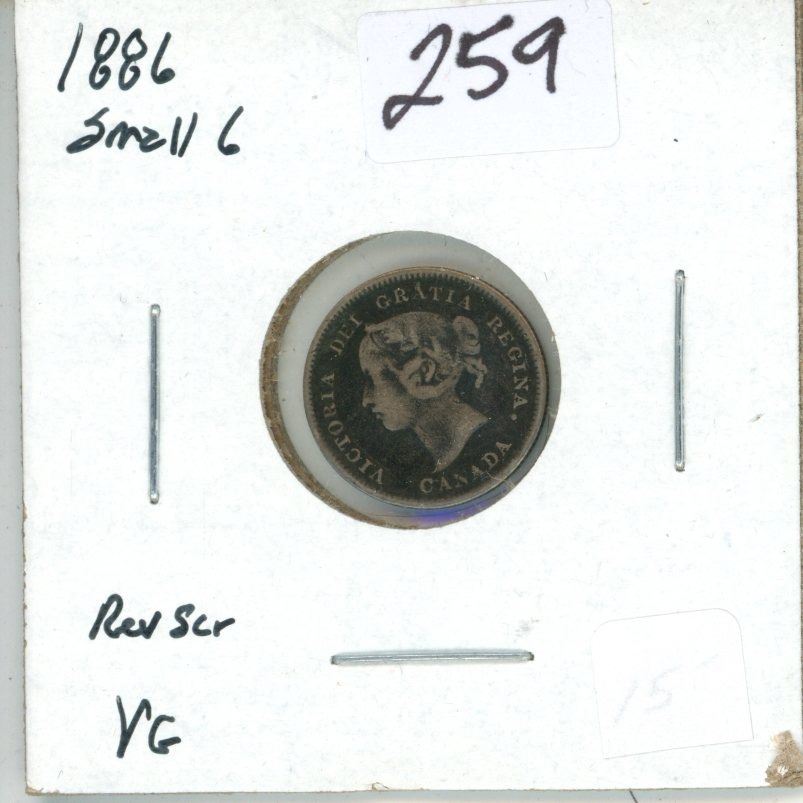 1886
Small 6
259
VICTORIA DEI GRATIA REGINA.
CANADA
Rev Scr
VG
15